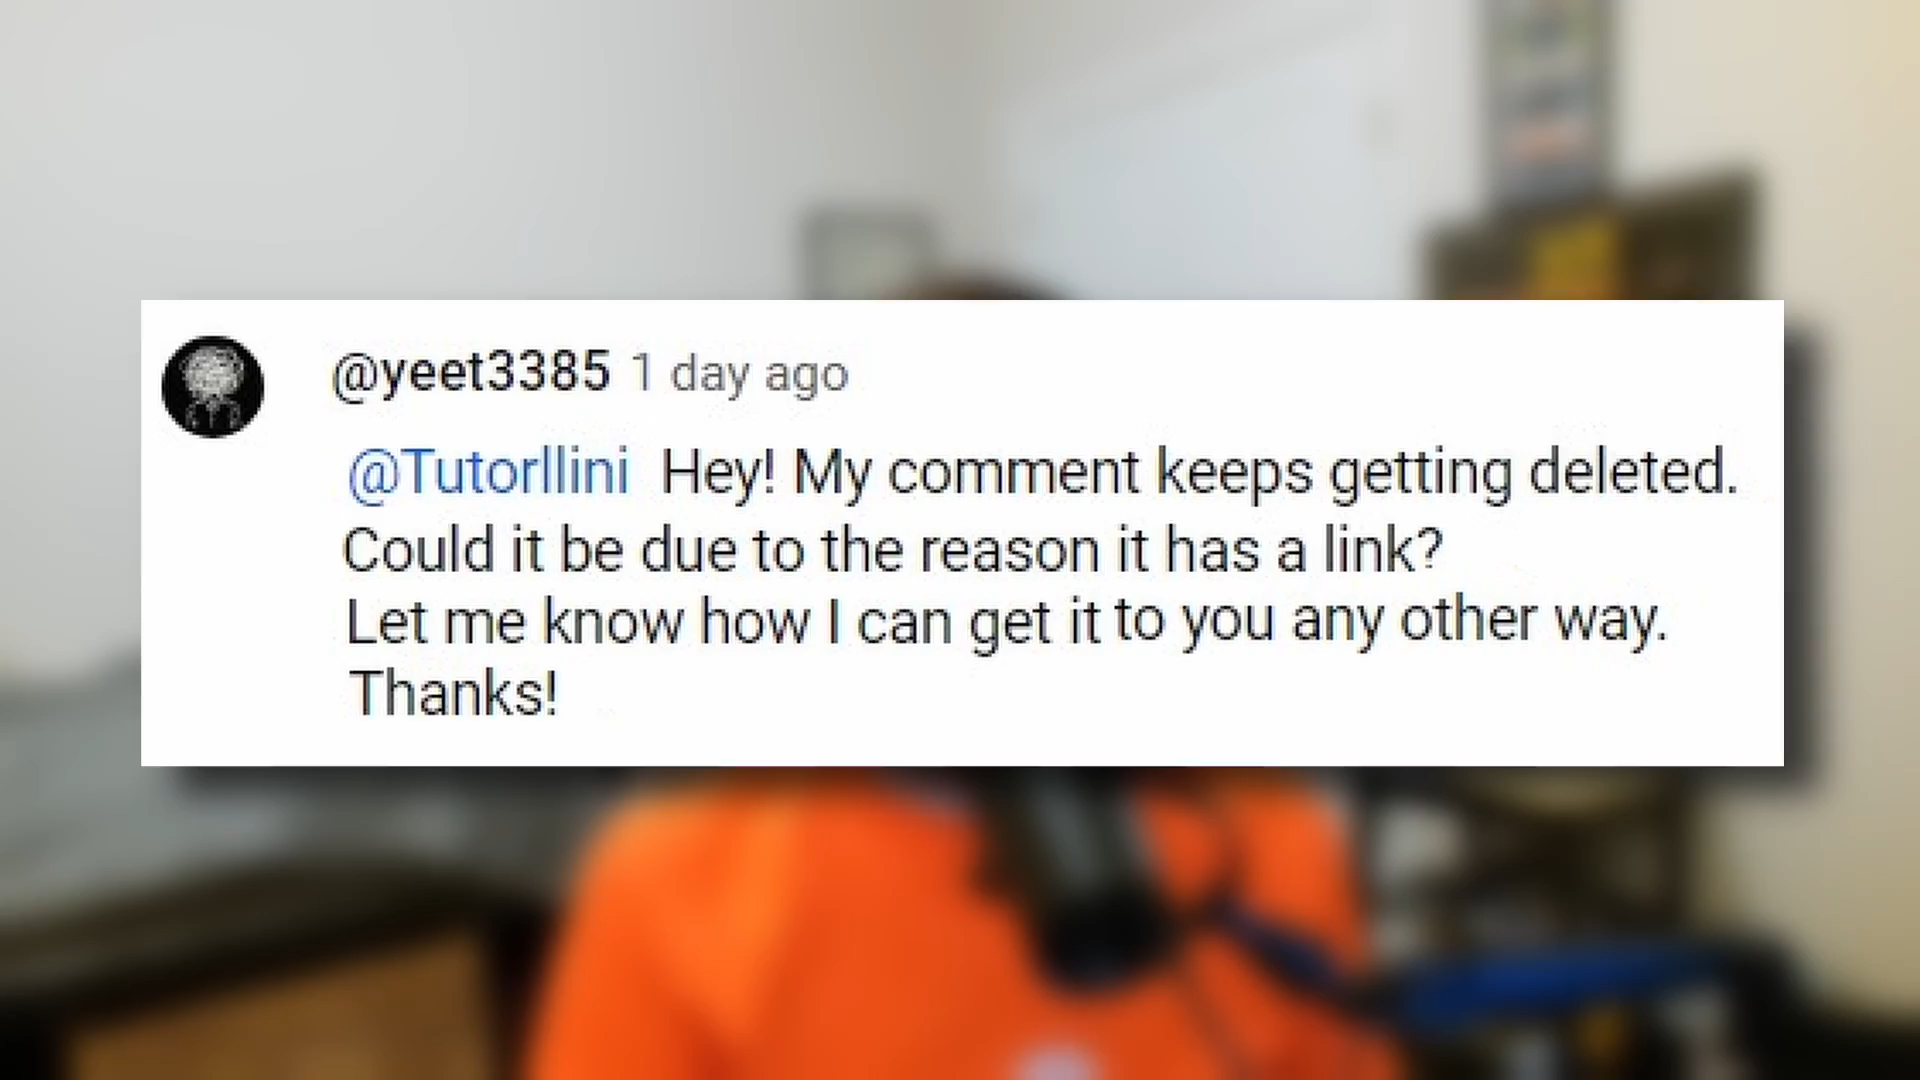 @yeet3385 1 day ago
@Tutorllini Hey! My comment keeps getting deleted.
Could it be due to the reason it has a link?
Let me know how I can get it to you any other way.
Thanks!